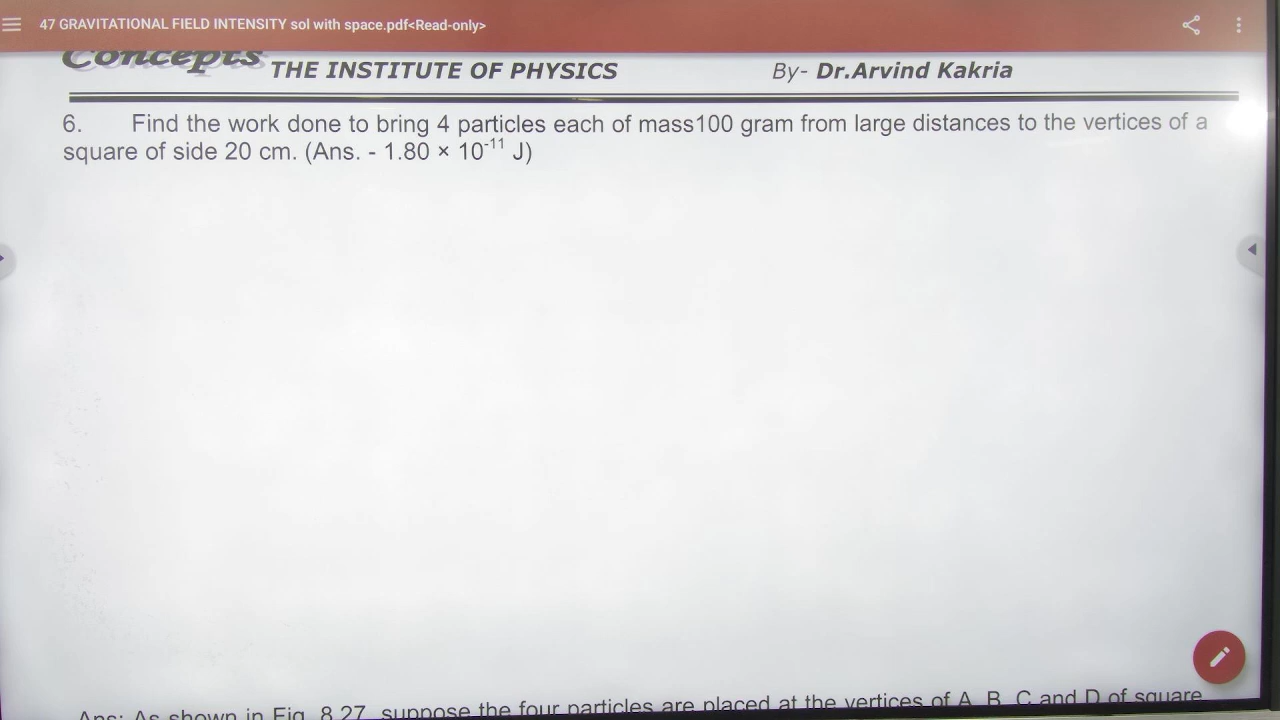 47 GRAVITATIONAL FIELD INTENSITY sol with space.pdf<Read-only>
Concepts THE INSTITUTE OF PHYSICS By- Dr.Arvind Kakria
6. Find the work done to bring 4 particles each of mass100 gram from large distances to the vertices of a
square of side 20 cm. (Ans. - 1.80 × 10⁻¹¹ J)
Ans: As shown in Fig. 8.27, suppose the four particles are placed at the vertices of A, B, C and D of square